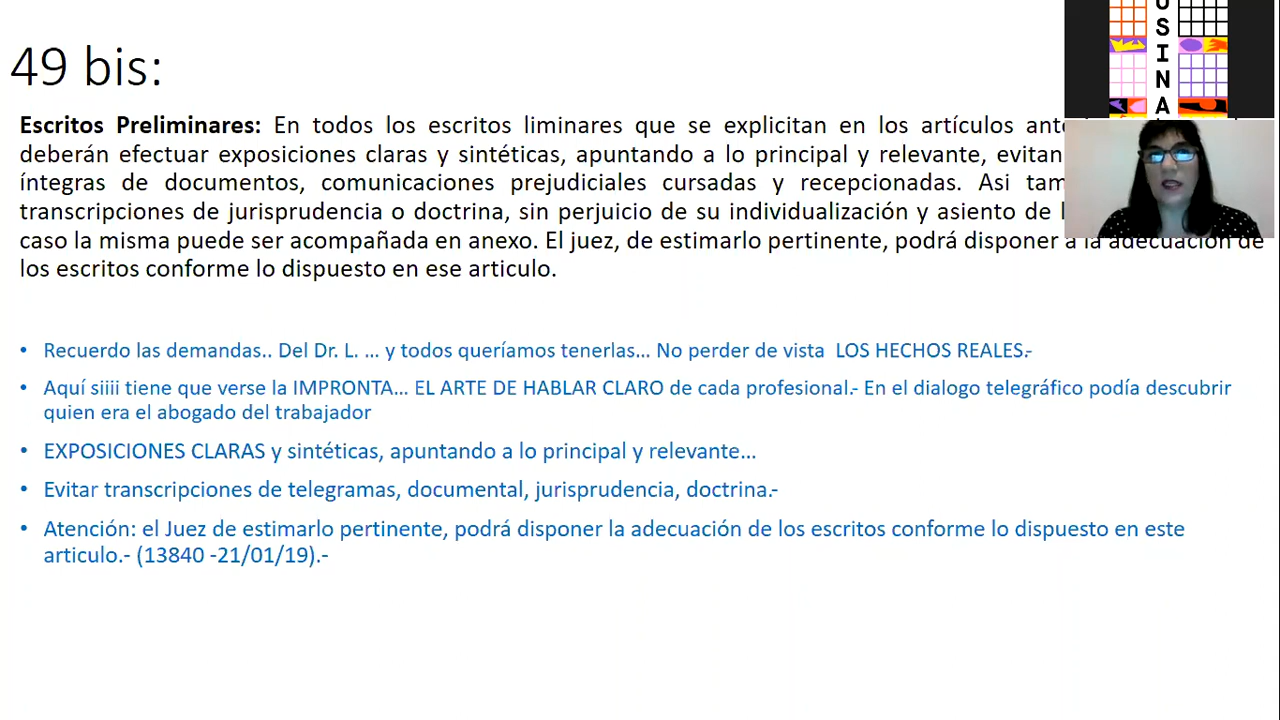 49 bis:
Escritos Preliminares: En todos los escritos liminares que se explicitan en los artículos
deberán efectuar exposiciones claras y sintéticas, apuntando a lo principal y relevante,
íntegras de documentos, comunicaciones prejudiciales cursadas y recepcionadas. Asi
transcripciones de jurisprudencia o doctrina, sin perjuicio de su individualización y asiento de
caso la misma puede ser acompañada en anexo. El juez, de estimarlo pertinente, podrá disponer a la adecuación de
los escritos conforme lo dispuesto en ese articulo.
• Recuerdo las demandas.. Del Dr. L. ... y todos queríamos tenerlas... No perder de vista LOS HECHOS REALES.-
• Aquí siiii tiene que verse la IMPRONTA... EL ARTE DE HABLAR CLARO de cada profesional.- En el dialogo telegráfico podía descubrir
quien era el abogado del trabajador
• EXPOSICIONES CLARAS y sintéticas, apuntando a lo principal y relevante...
• Evitar transcripciones de telegramas, documental, jurisprudencia, doctrina.-
• Atención: el Juez de estimarlo pertinente, podrá disponer la adecuación de los escritos conforme lo dispuesto en este
articulo.- (13840 -21/01/19).-
USINA